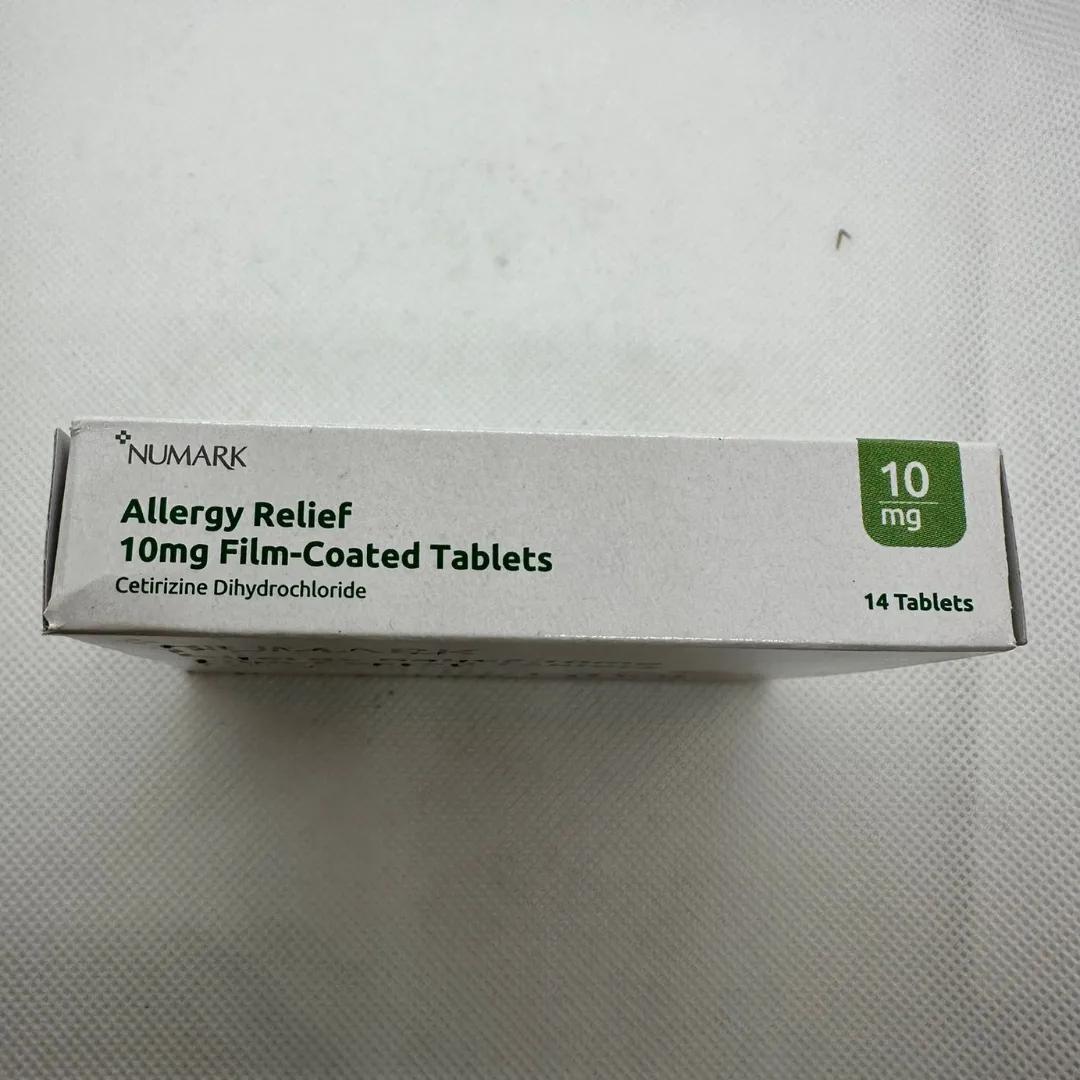 NUMARK
Allergy Relief
10mg Film-Coated Tablets
Cetirizine Dihydrochloride
10
mg
14 Tablets